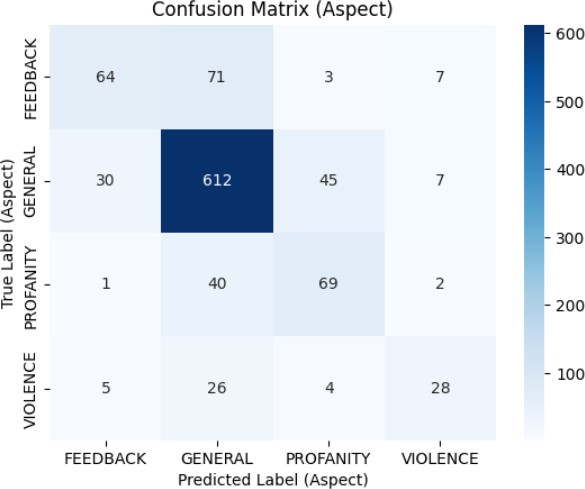 Confusion Matrix (Aspect)
True Label (Aspect)
FEEDBACK 64 71 3 7
GENERAL 30 612 45 7
PROFANITY 1 40 69 2
VIOLENCE 5 26 4 28
FEEDBACK GENERAL PROFANITY VIOLENCE
Predicted Label (Aspect)
600
500
400
300
200
100